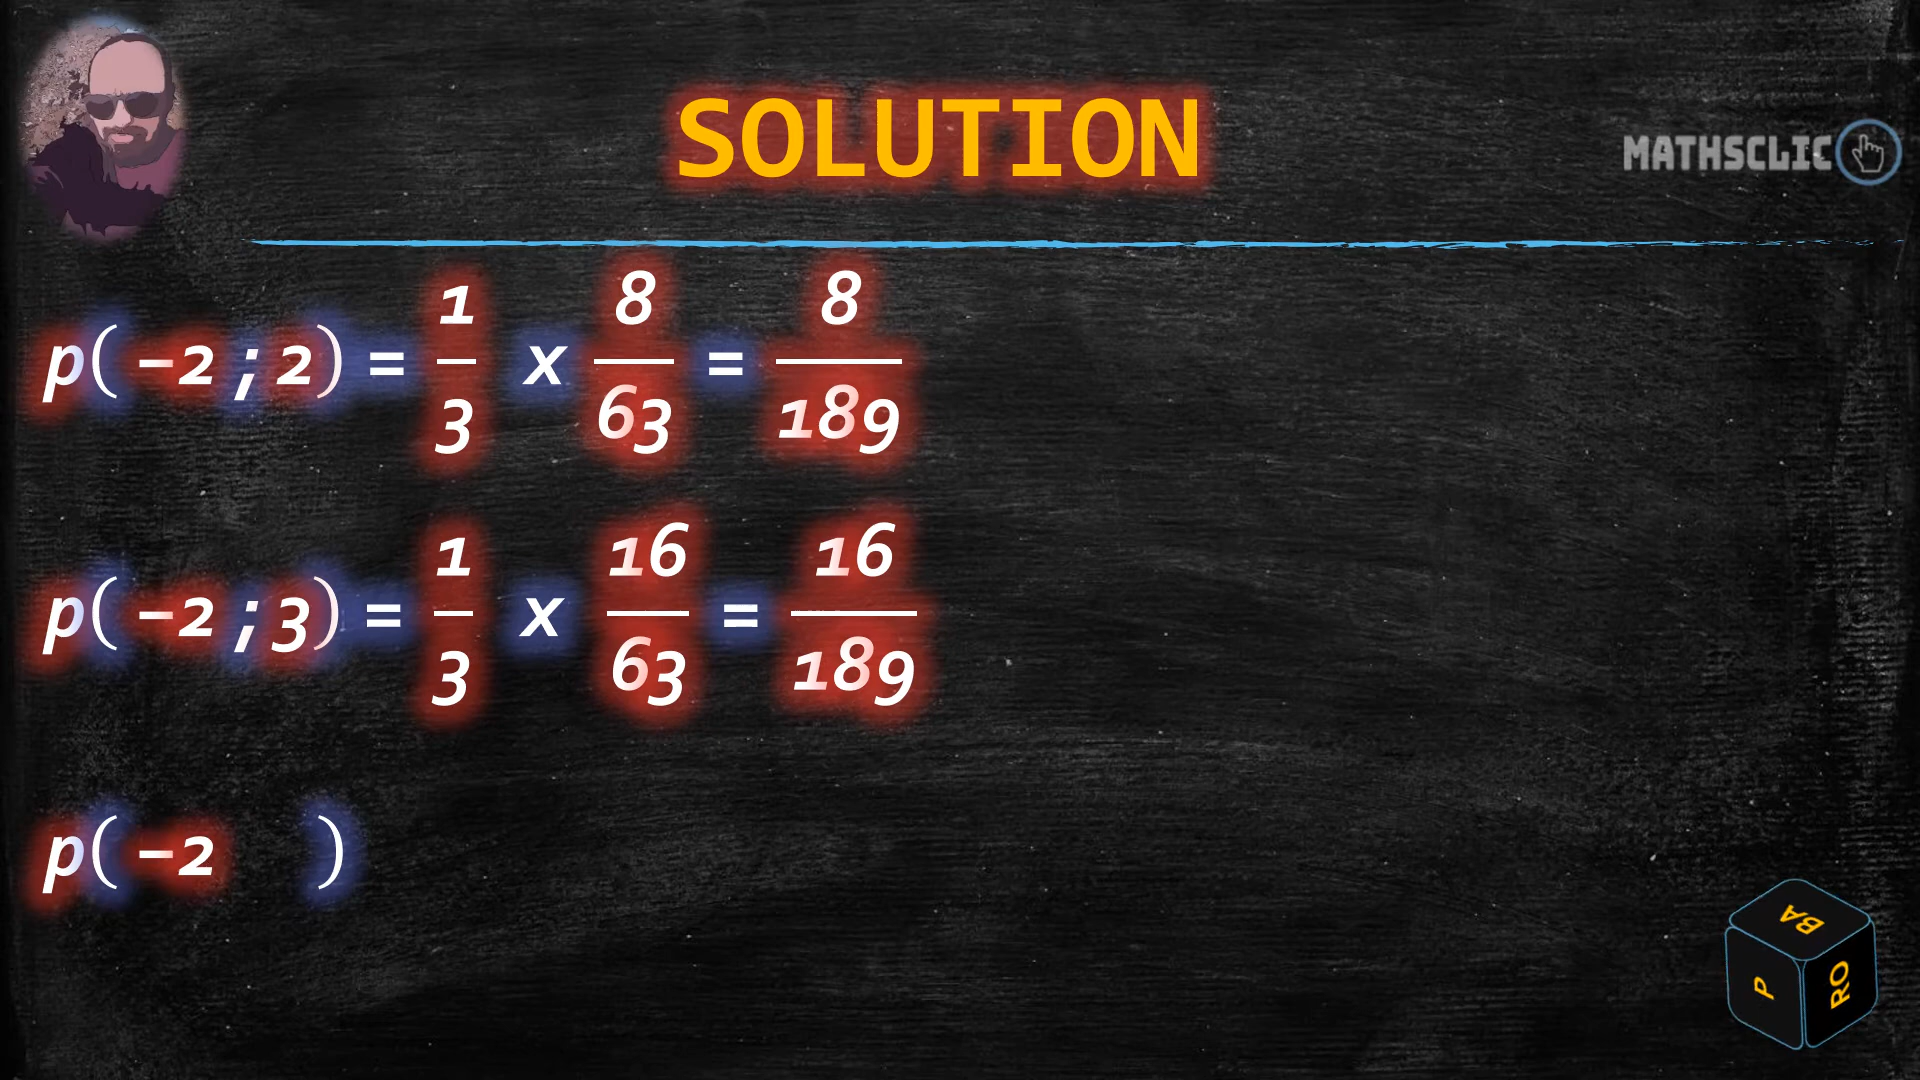 SOLUTION
MATHSCLIC
p(−2 ; 2) = 1/3 x 8/63 = 8/189
p(−2 ; 3) = 1/3 x 16/63 = 16/189
p(−2 )
BA
P
RO